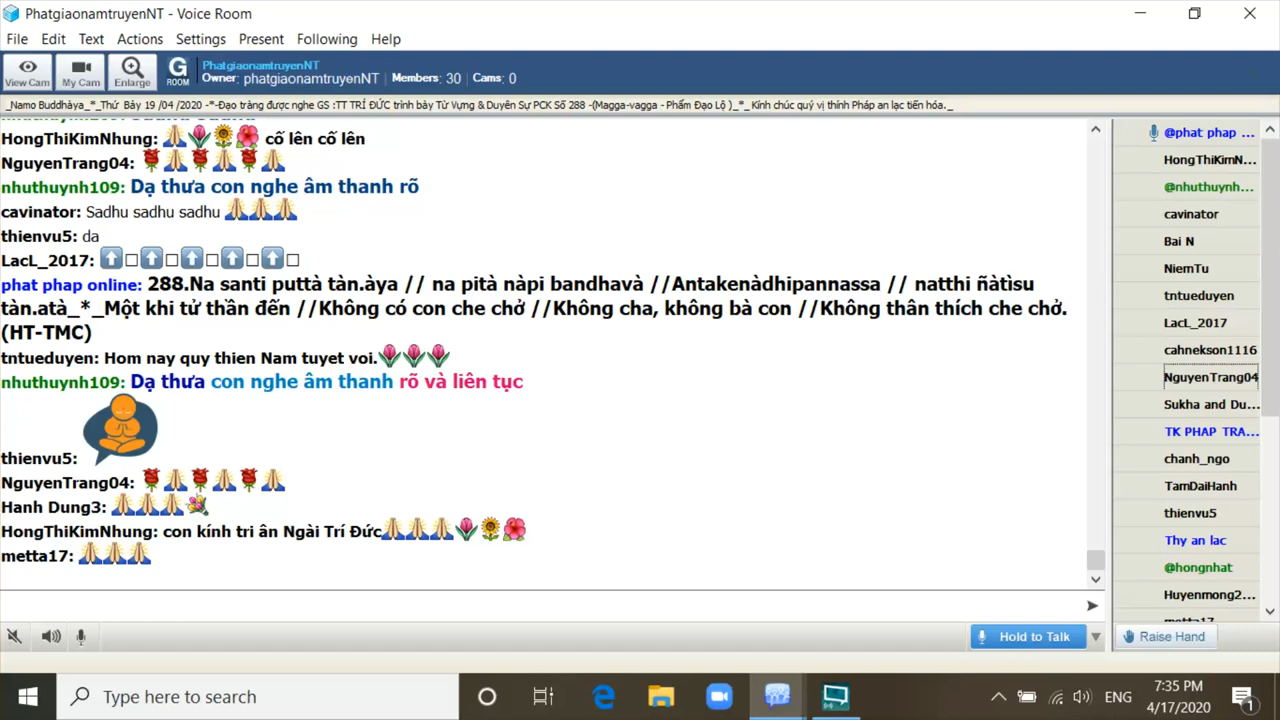 PhatgiaonamtruyenNT - Voice Room
File Edit Text Actions Settings Present Following Help
View Cam My Cam Enlarge G ROOM PhatgiaonamtruyenNT
Owner: phatgiaonamtruyenNT Members: 30 Cams: 0
_Namo Buddhàya_*_Thứ Bảy 19 /04 /2020 -*-Đạo tràng được nghe GS :TT TRÍ ĐỨC trình bày Từ Vựng & Duyên Sự PCK Số 288 -(Magga-vagga - Phẩm Đạo Lộ )_*_ Kính chúc quý vị thính Pháp an lạc tiến hóa._
HongThiKimNhung: 🙏🌷🌻🌺 cố lên cố lên
NguyenTrang04: 🌹🙏🌹🙏🌹🙏
nhuthuynh109: Dạ thưa con nghe âm thanh rõ
cavinator: Sadhu sadhu sadhu 🙏🙏🙏
thienvu5: da
LacL_2017: ⬆️□⬆️□⬆️□⬆️□⬆️□
phat phap online: 288.Na santi puttà tàn.àya // na pità nàpi bandhavà //Antakenàdhipannassa // natthi ñàtìsu
tàn.atà_*_Một khi tử thần đến //Không có con che chở //Không cha, không bà con //Không thân thích che chở.
(HT-TMC)
tntueduyen: Hom nay quy thien Nam tuyet voi.🌷🌷🌷
nhuthuynh109: Dạ thưa con nghe âm thanh rõ và liên tục
thienvu5:
NguyenTrang04: 🌹🙏🌹🙏🌹🙏
Hanh Dung3: 🙏🙏🙏💐
HongThiKimNhung: con kính tri ân Ngài Trí Đức🙏🙏🙏🌷🌻🌺
metta17: 🙏🙏🙏
@phat phap ...
HongThiKimN...
@nhuthuynh...
cavinator
Bai N
NiemTu
tntueduyen
LacL_2017
cahnekson1116
NguyenTrang04
Sukha and Du...
TK PHAP TRA...
chanh_ngo
TamDaiHanh
thienvu5
Thy an lac
@hongnhat
Huyenmong2...
metta17
Hold to Talk
Raise Hand
Type here to search
ENG
7:35 PM
4/17/2020
1